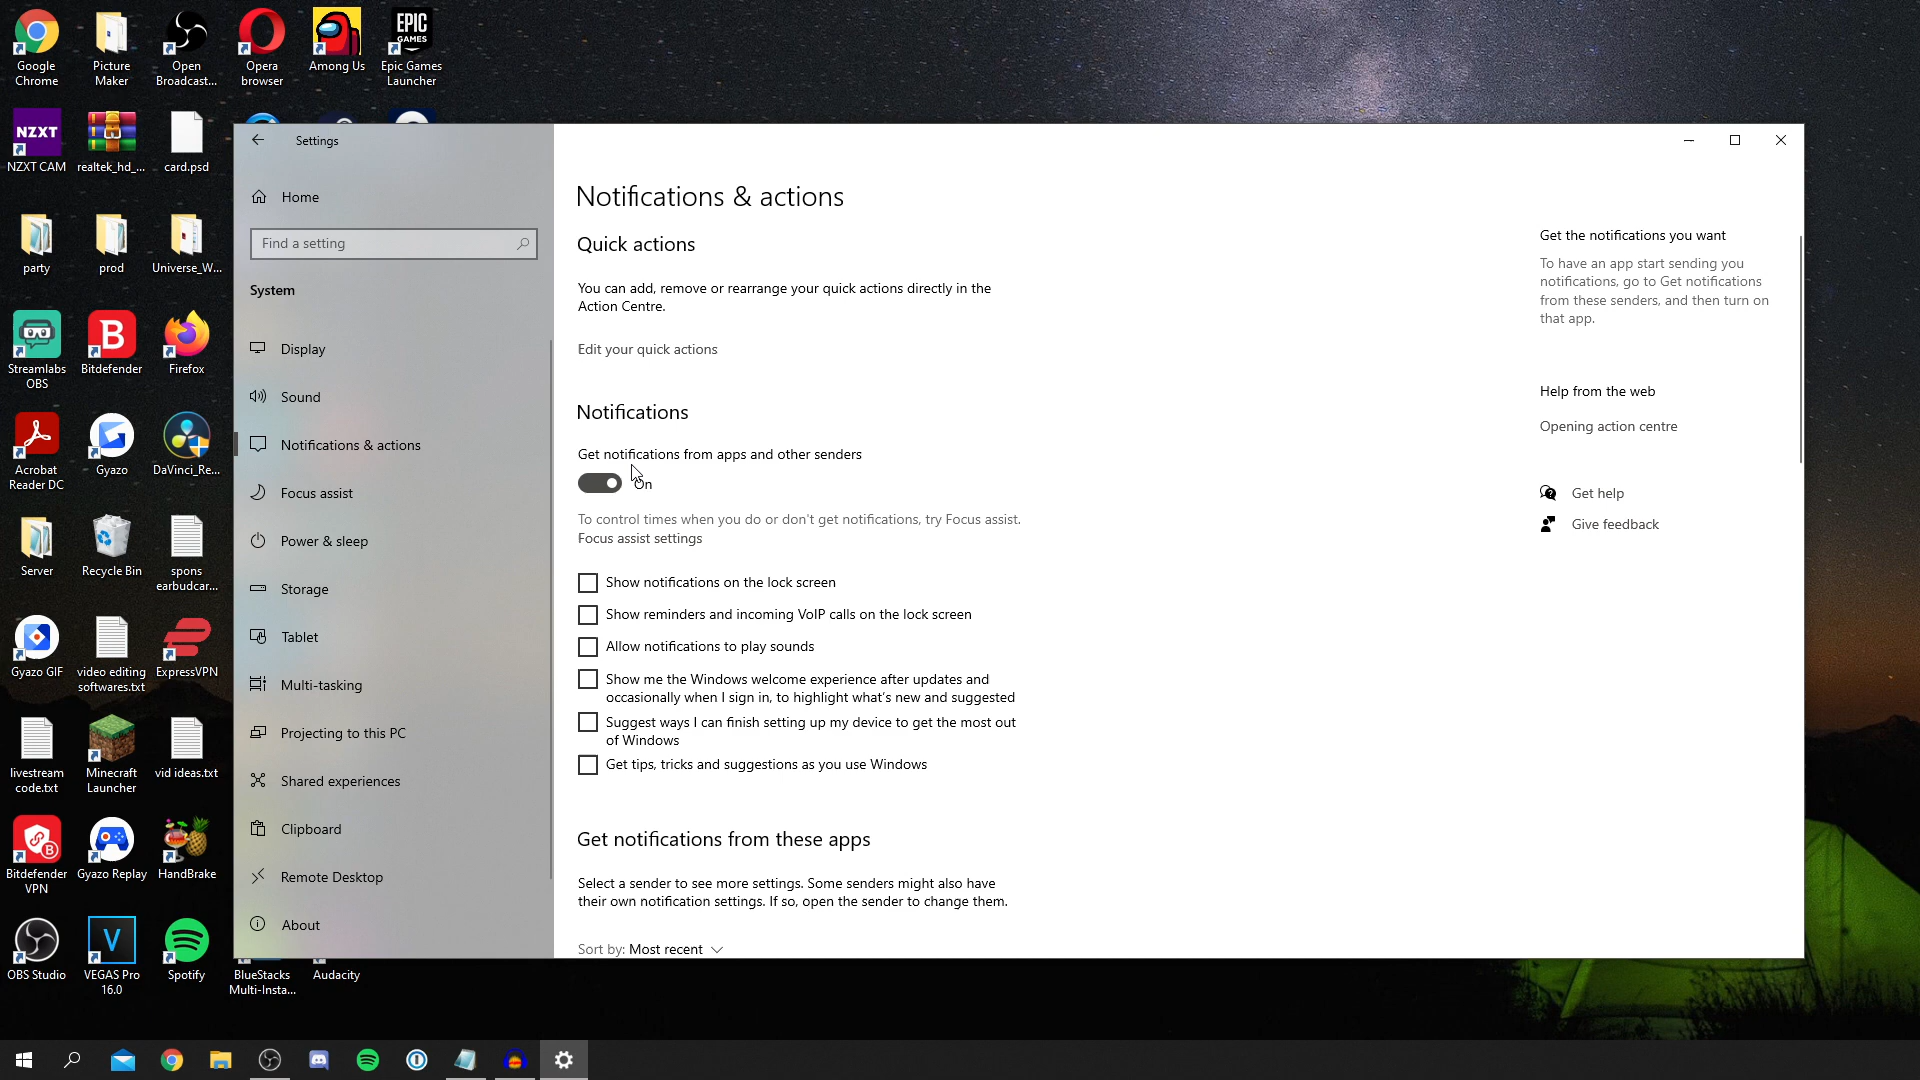 Google
Chrome
Picture
Maker
Open
Broadcast...
Opera
browser
Among Us
EPIC
GAMES
Epic Games
Launcher
NZXT
NZXT CAM
realtek_hd_...
card.psd
party
prod
Universe_W...
Streamlabs
OBS
B
Bitdefender
Firefox
Acrobat
Reader DC
Gyazo
DaVinci_Re...
Server
Recycle Bin
spons
earbudcar...
Gyazo GIF
video editing
softwares.txt
ExpressVPN
livestream
code.txt
Minecraft
Launcher
vid ideas.txt
B
Bitdefender
VPN
Gyazo Replay
HandBrake
OBS Studio
V
VEGAS Pro
16.0
Spotify
BlueStacks
Multi-Insta...
Audacity
Settings
Home
Find a setting
System
Display
Sound
Notifications & actions
Focus assist
Power & sleep
Storage
Tablet
Multi-tasking
Projecting to this PC
Shared experiences
Clipboard
Remote Desktop
About
Notifications & actions
Quick actions
You can add, remove or rearrange your quick actions directly in the
Action Centre.
Edit your quick actions
Notifications
Get notifications from apps and other senders
On
To control times when you do or don't get notifications, try Focus assist.
Focus assist settings
Show notifications on the lock screen
Show reminders and incoming VoIP calls on the lock screen
Allow notifications to play sounds
Show me the Windows welcome experience after updates and
occasionally when I sign in, to highlight what's new and suggested
Suggest ways I can finish setting up my device to get the most out
of Windows
Get tips, tricks and suggestions as you use Windows
Get notifications from these apps
Select a sender to see more settings. Some senders might also have
their own notification settings. If so, open the sender to change them.
Sort by: Most recent
Get the notifications you want
To have an app start sending you
notifications, go to Get notifications
from these senders, and then turn on
that app.
Help from the web
Opening action centre
Get help
Give feedback